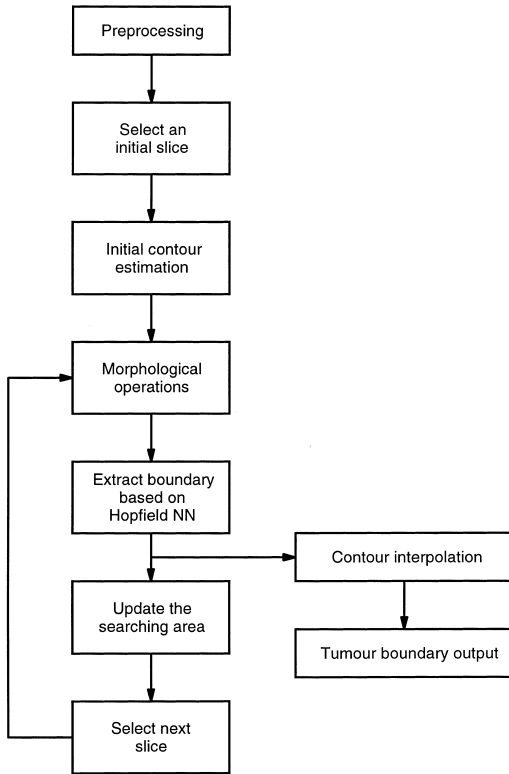 Preprocessing
Select an
initial slice
Initial contour
estimation
Morphological
operations
Extract boundary
based on
Hopfield NN
Contour interpolation
Update the
searching area
Tumour boundary output
Select next
slice